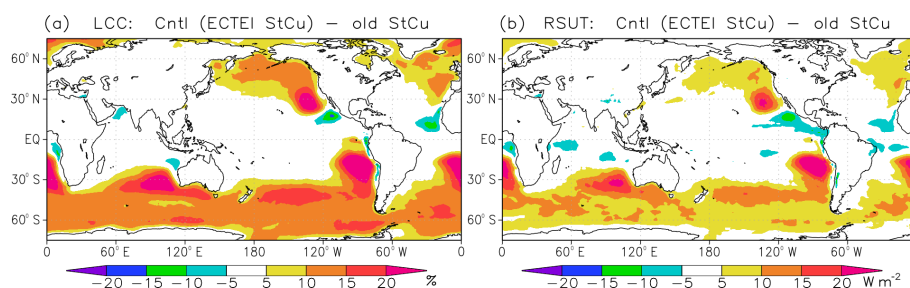 (a) LCC: Cntl (ECTEI StCu) – old StCu
60°N
30°N
EQ
30°S
60°S
0 60°E 120°E 180 120°W 60°W 0
−20 −15 −10 −5 5 10 15 20 %
(b) RSUT: Cntl (ECTEI StCu) – old StCu
60°N
30°N
EQ
30°S
60°S
0 60°E 120°E 180 120°W 60°W
−20 −15 −10 −5 5 10 15 20 W m⁻²